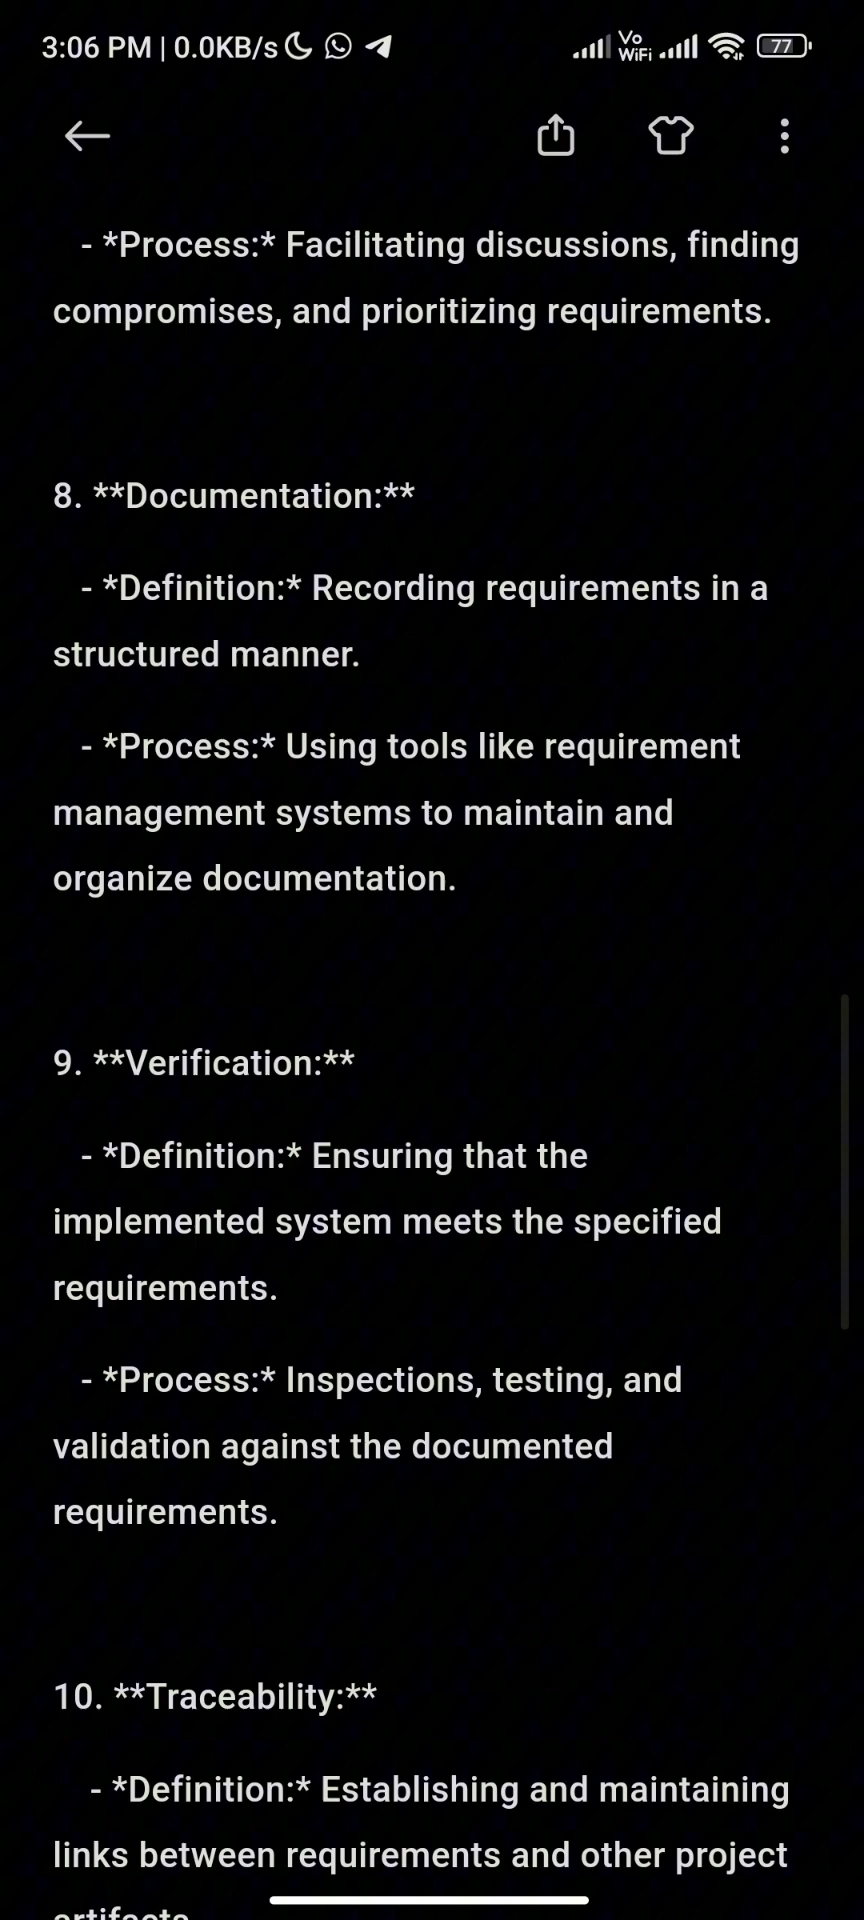 3:06 PM | 0.0KB/s Vo WiFi 77
- *Process:* Facilitating discussions, finding
compromises, and prioritizing requirements.
8. **Documentation:**
- *Definition:* Recording requirements in a
structured manner.
- *Process:* Using tools like requirement
management systems to maintain and
organize documentation.
9. **Verification:**
- *Definition:* Ensuring that the
implemented system meets the specified
requirements.
- *Process:* Inspections, testing, and
validation against the documented
requirements.
10. **Traceability:**
- *Definition:* Establishing and maintaining
links between requirements and other project